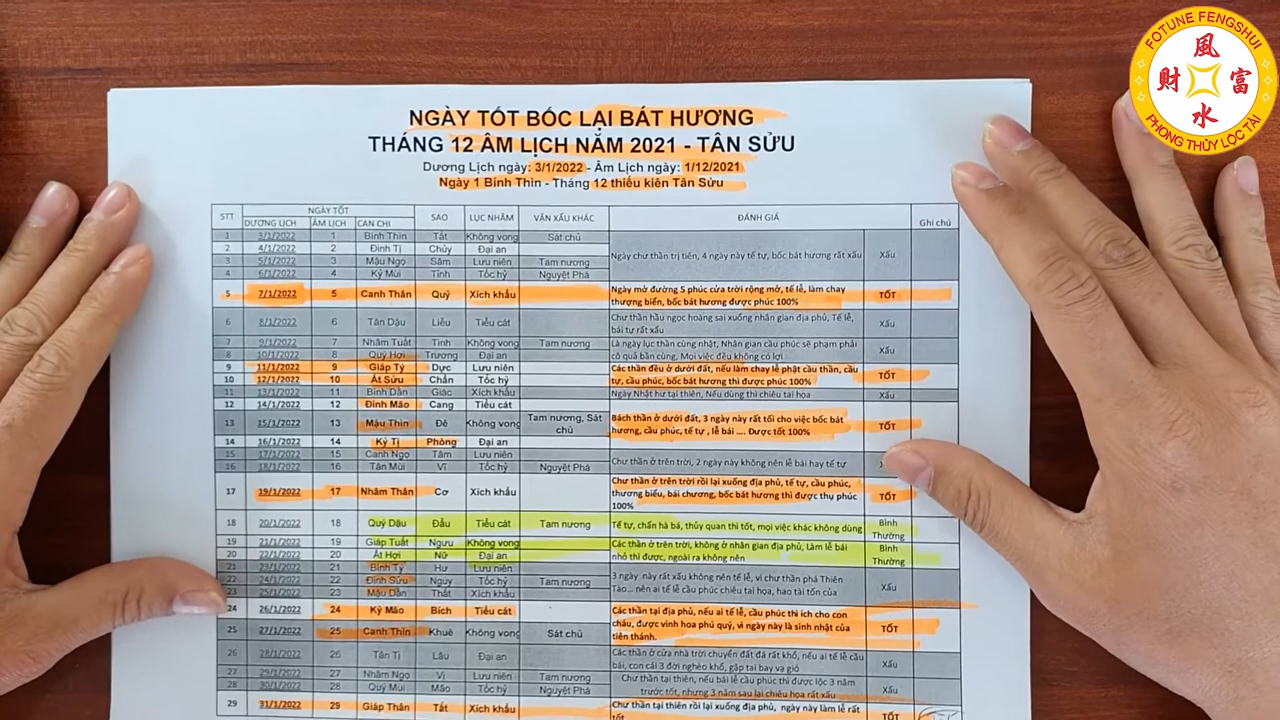 FOTUNE FENGSHUI
風
財 富
水
PHONG THỦY LỘC TÀI
NGÀY TỐT BỐC LẠI BÁT HƯƠNG
THÁNG 12 ÂM LỊCH NĂM 2021 - TÂN SỬU
Dương Lịch ngày: 3/1/2022 - Âm Lịch ngày: 1/12/2021
Ngày 1 Bính Thìn - Tháng 12 thiếu kiên Tân Sửu
STT NGÀY TỐT SAO LỤC NHÂM VẬN XẤU KHÁC ĐÁNH GIÁ Ghi chú
DƯƠNG LỊCH ÂM LỊCH CAN CHI
1 3/1/2022 1 Bính Thìn Tất Không vong Sát chủ
2 4/1/2022 2 Đinh Tị Chủy Đại an
Ngày chư thần trị tiên, 4 ngày này tế tự, bốc bát hương rất xấu Xấu
3 5/1/2022 3 Mậu Ngọ Sâm Lưu niên Tam nương
4 6/1/2022 4 Kỷ Mùi Tỉnh Tốc hỷ Nguyệt Phá
5 7/1/2022 5 Canh Thân Quỷ Xích khẩu Ngày mở đường 5 phúc cửa trời rộng mở, tế lễ, làm chay
thượng biển, bốc bát hương được phúc 100% TỐT
6 8/1/2022 6 Tân Dậu Liễu Tiểu cát Chư thần hầu ngọc hoàng sai xuống nhân gian địa phủ, Tế lễ,
bái tự rất xấu Xấu
7 9/1/2022 7 Nhâm Tuất Tinh Không vong Tam nương Là ngày lục thần cùng nhật, Nhân gian cầu phúc sẽ phạm phải
8 10/1/2022 8 Quý Hợi Trương Đại an cô quả bần cùng, Mọi việc đều không có lợi Xấu
9 11/1/2022 9 Giáp Tý Dực Lưu niên Các thần đều ở dưới đất, nếu làm chay lễ phật cầu thần, cầu
10 12/1/2022 10 Ất Sửu Chẩn Tốc hỷ tự, cầu phúc, bốc bát hương thì được phúc 100% TỐT
11 13/1/2022 11 Bính Dần Giác Xích khẩu Ngày Nhật hư tại thiên, Nếu dùng thì chiêu tai họa Xấu
12 14/1/2022 12 Đinh Mão Cang Tiểu cát
13 15/1/2022 13 Mậu Thìn Đê Không vong Tam nương, Sát chủ Bách thần ở dưới đất, 3 ngày này rất tối cho việc bốc bát
hương, cầu phúc, tế tự , lễ bái .... Được tốt 100% TỐT
14 16/1/2022 14 Kỷ Tị Phòng Đại an
15 17/1/2022 15 Canh Ngọ Tâm Lưu niên
Chư thần ở trên trời, 2 ngày này không nên lễ bái hay tế tự
16 18/1/2022 16 Tân Mùi Vĩ Tốc hỷ Nguyệt Phá
17 19/1/2022 17 Nhâm Thân Cơ Xích khẩu Chư thần ở trên trời rồi lại xuống địa phủ, tế tự, cầu phúc,
thương biểu, bái chương, bốc bát hương thì được thụ phúc
100% TỐT
18 20/1/2022 18 Quý Dậu Đẩu Tiểu cát Tam nương Tế tự, chấn hà bá, thủy quan thì tốt, mọi việc khác không dùng Bình Thường
19 21/1/2022 19 Giáp Tuất Ngưu Không vong Các thần ở trên trời, không ở nhân gian địa phủ, Làm lễ bái
20 22/1/2022 20 Ất Hợi Nữ Đại an nhỏ thì được, ngoài ra không nên Bình Thường
21 23/1/2022 21 Bính Tý Hư Lưu niên
22 24/1/2022 22 Đinh Sửu Nguy Tốc hỷ Tam nương 3 ngày này rất xấu không nên tế lễ, vì chư thần phả Thiên
23 25/1/2022 23 Mậu Dần Thất Xích khẩu Tào... nên ai tế lễ cầu phúc chiêu tai họa, hao tài tốn của Xấu
24 26/1/2022 24 Kỷ Mão Bích Tiểu cát Các thần tại địa phủ, nếu ai tế lễ, cầu phúc thì ích cho con
25 27/1/2022 25 Canh Thìn Khuê Không vong Sát chủ cháu, được vinh hoa phú quý, vì ngày này là sinh nhật của
tiên thánh. TỐT
26 28/1/2022 26 Tân Tị Lâu Đại an Các thần ở cửa nhà trời chuyển đất đá rất khổ, nếu ai tế lễ cầu
bái, con cái 3 đời nghèo khổ, gặp tai bay vạ gió Xấu
27 29/1/2022 27 Nhâm Ngọ Vị Lưu niên Tam nương Chư thần tại thiên, nếu bái lễ cầu phúc thì được lộc 3 năm
28 30/1/2022 28 Quý Mùi Mão Tốc hỷ Nguyệt Phá trước tốt, nhưng 3 năm sau lại chiêu họa rất xấu Xấu
29 31/1/2022 29 Giáp Thân Tất Xích khẩu Chư thần tại thiên rồi lại xuống địa phủ, ngày này làm lễ rất
tốt TỐT